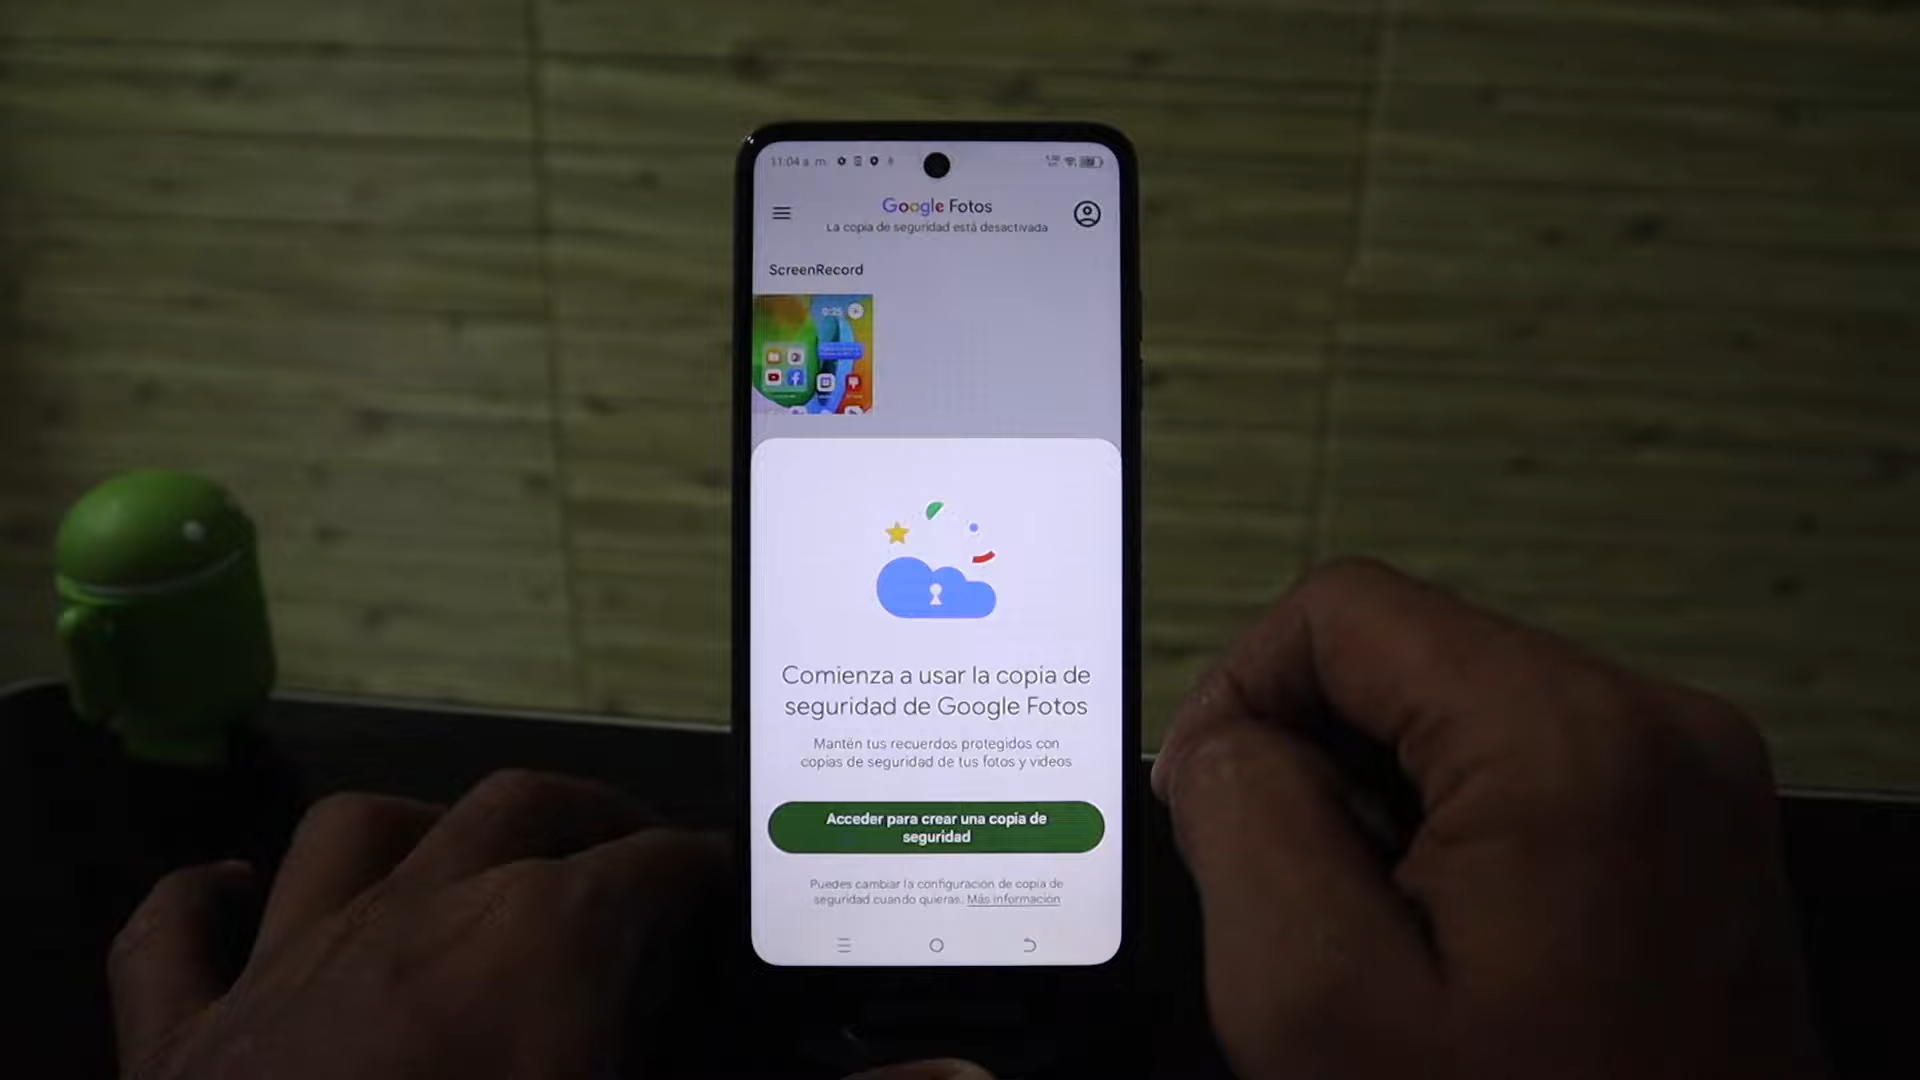 11:04 a. m.
Google Fotos
La copia de seguridad está desactivada
ScreenRecord
0:25
Comienza a usar la copia de
seguridad de Google Fotos
Mantén tus recuerdos protegidos con
copias de seguridad de tus fotos y videos
Acceder para crear una copia de
seguridad
Puedes cambiar la configuración de copia de
seguridad cuando quieras. Más información